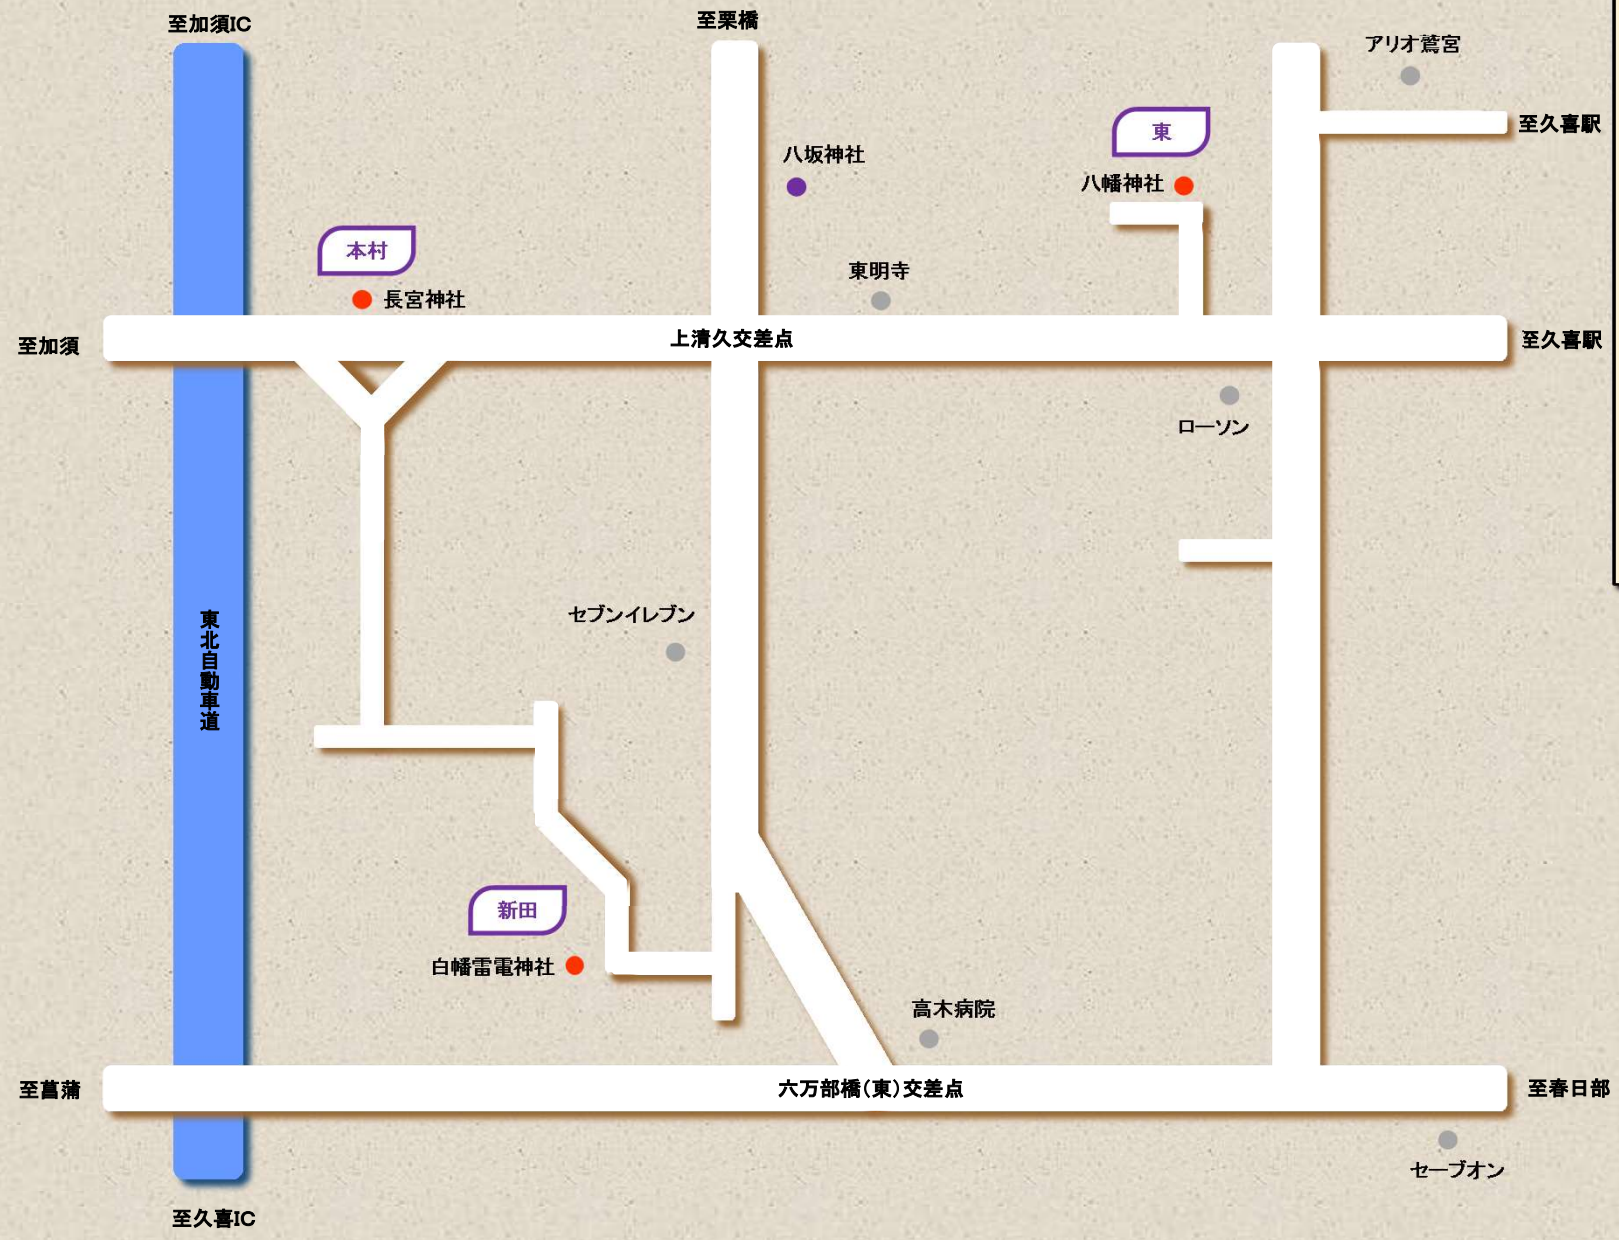 至加須IC
至栗橋
アリオ鷲宮
至久喜駅
東
八坂神社
八幡神社
本村
東明寺
長宮神社
上清久交差点
至加須
至久喜駅
ローソン
セブンイレブン
東北自動車道
新田
白幡雷電神社
高木病院
至菖蒲
六万部橋(東)交差点
至春日部
セーブオン
至久喜IC